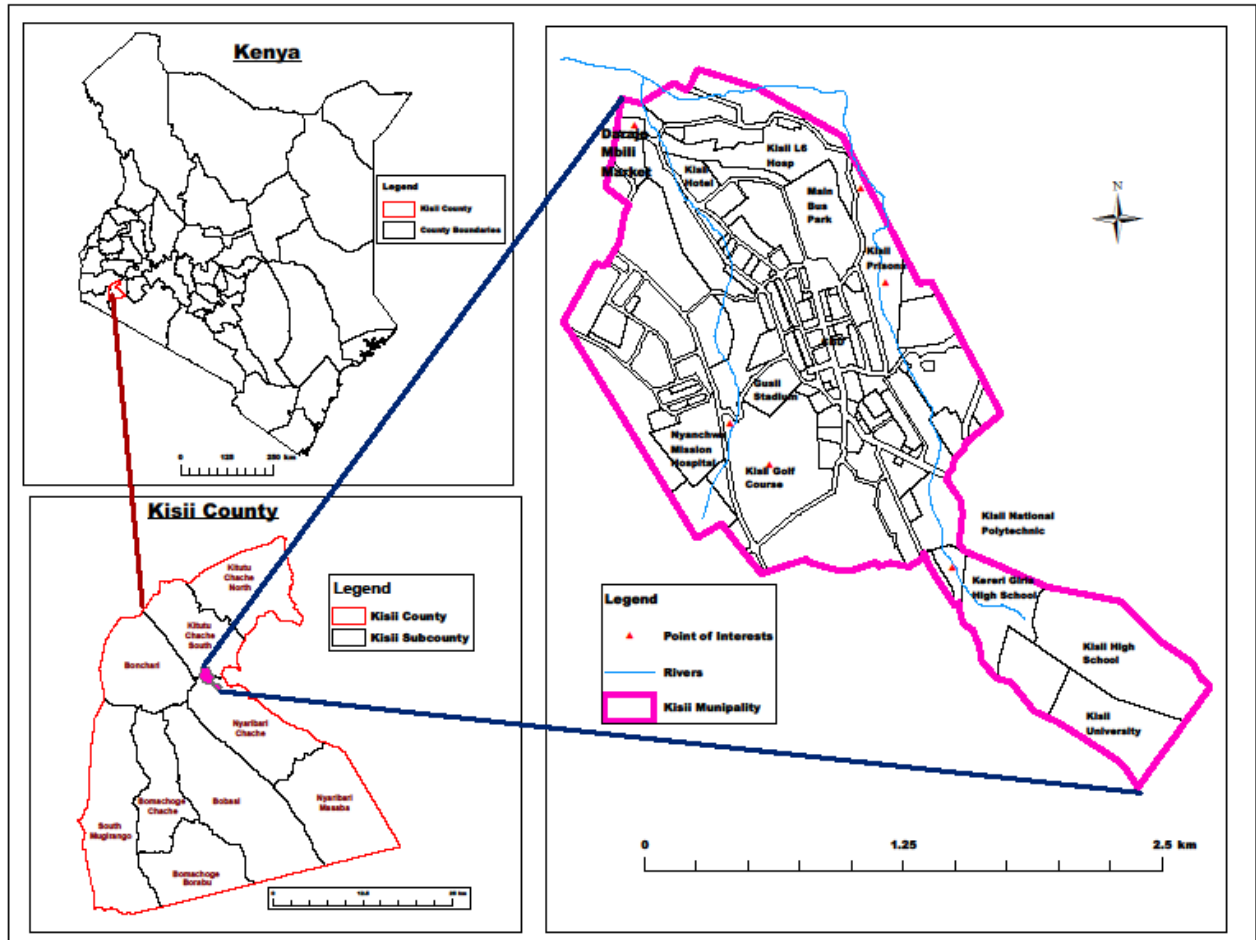 Kenya
Legend
Kisii County
County Boundaries
0 125 250 km
Kisii County
Legend
Kisii County
Kisii Subcounty
Kitutu
Chache
North
Kitutu
Chache
South
Bonchari
Nyaribari
Chache
Bomachoge
Chache
Bobasi
Nyaribari
Masaba
South
Mugirango
Bomachoge
Borabu
0
Daraja
Mbili
Market
Kisii
Hotel
Kisii L6
Hosp
Main
Bus
Park
Kisii
Prisons
N
CBD
Gusii
Stadium
Nyanchwa
Mission
Hospital
Kisii Golf
Course
Kisii National
Polytechnic
Kereri Girls
High School
Kisii High
School
Kisii
University
Legend
Point of Interests
Rivers
Kisii Munipality
0 1.25 2.5 km